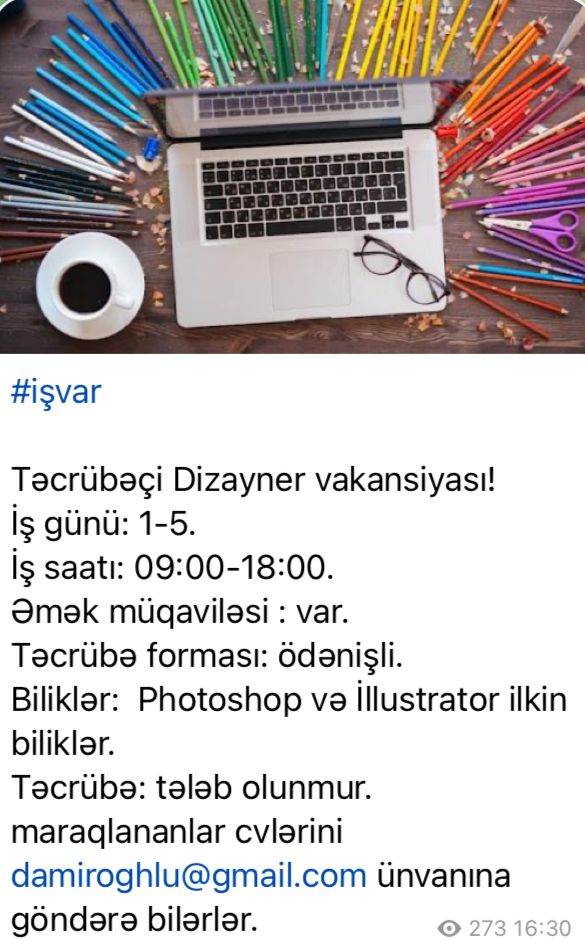 #işvar
Təcrübəçi Dizayner vakansiyası!
İş günü: 1-5.
İş saatı: 09:00-18:00.
Əmək müqaviləsi : var.
Təcrübə forması: ödənişli.
Biliklər:  Photoshop və İllustrator ilkin
biliklər.
Təcrübə: tələb olunmur.
maraqlananlar cvlərini
damiroghlu@gmail.com ünvanına
göndərə bilərlər.
273 16:30